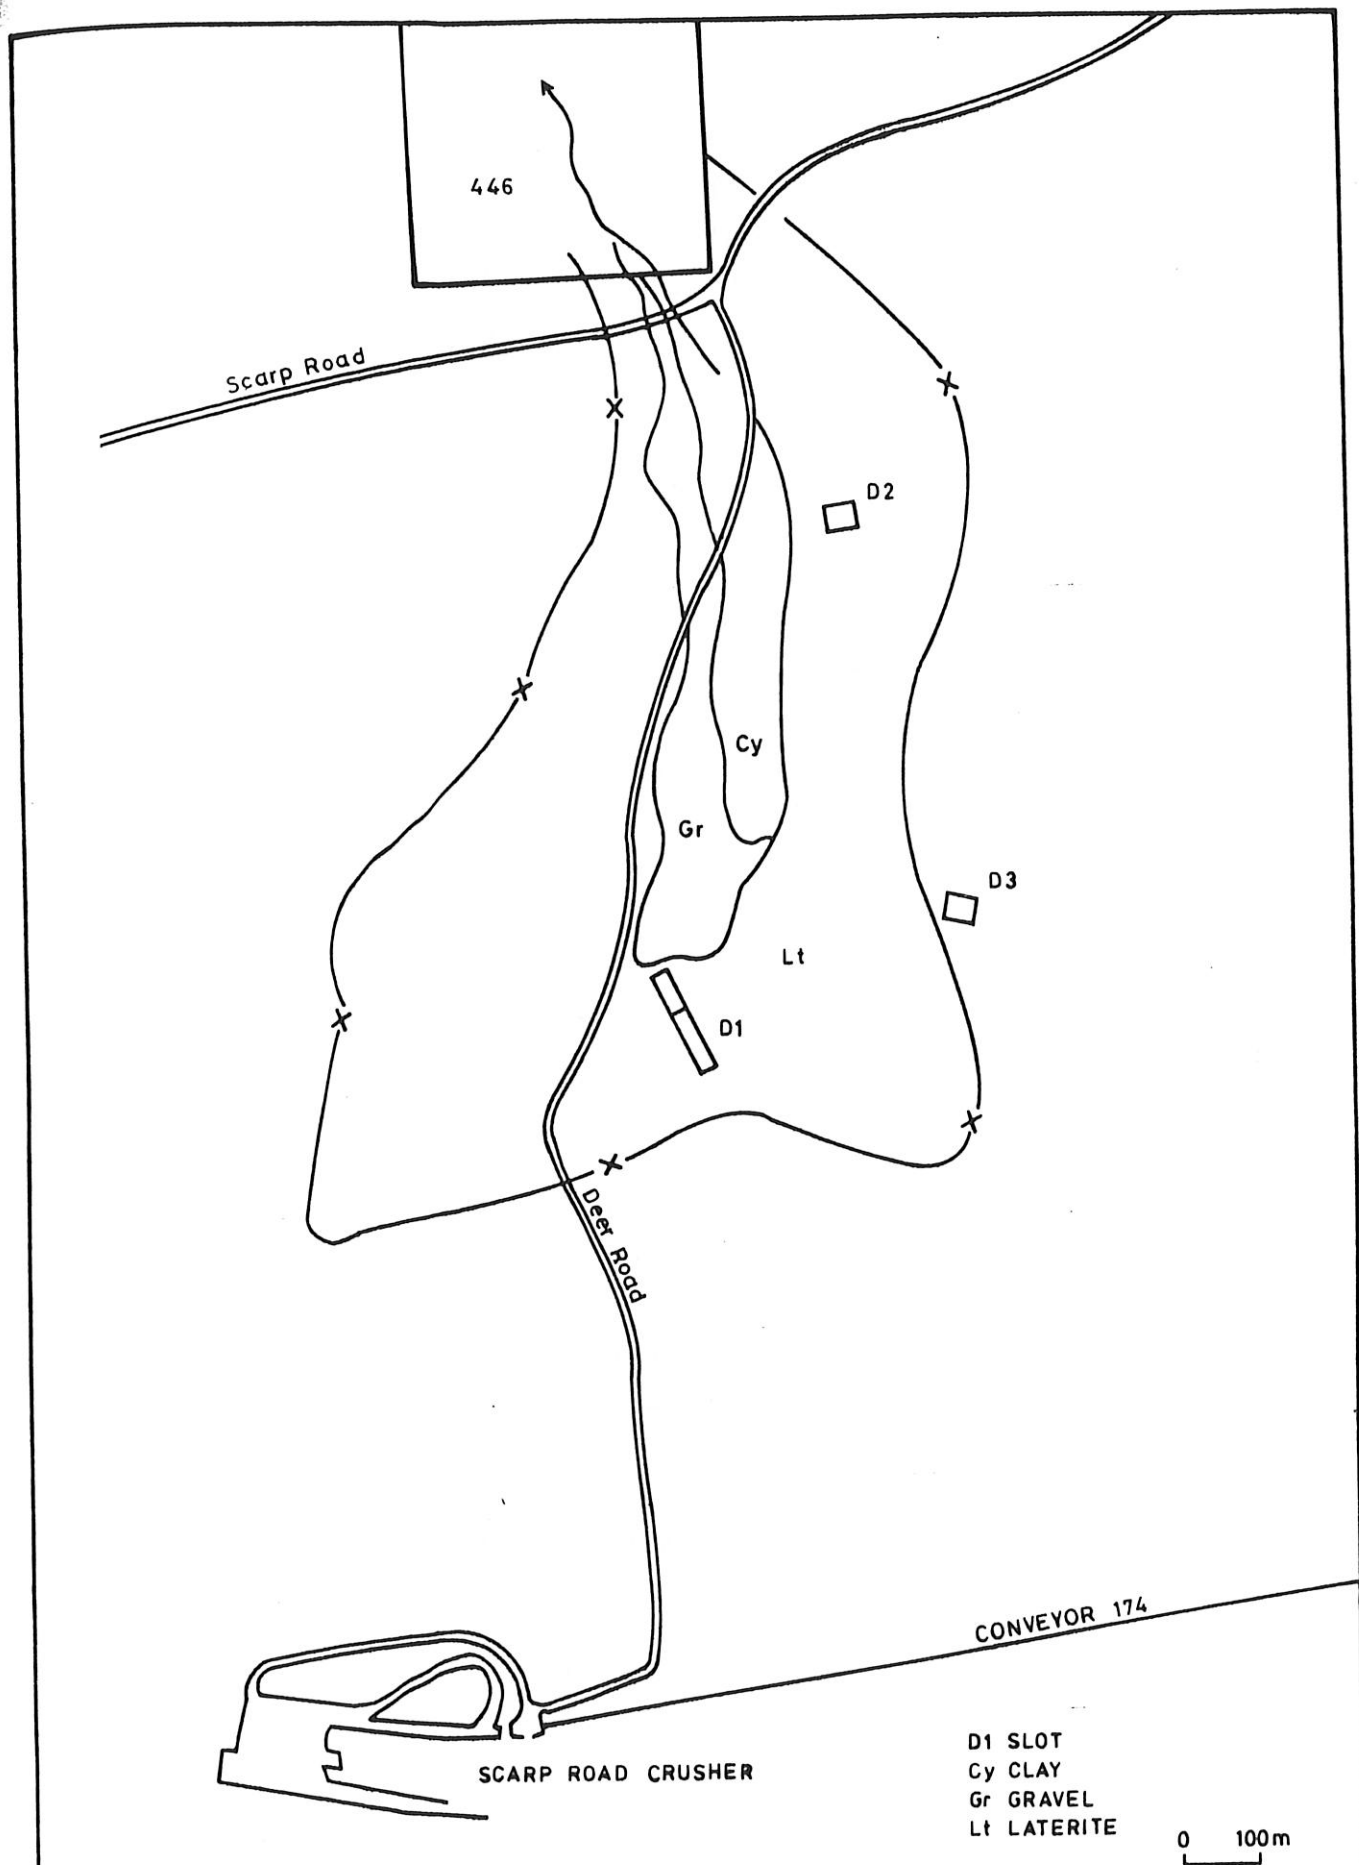 446
Scarp Road
X
X
D2
X
Cy
Gr
D3
Lt
X
D1
X
X
Deer Road
CONVEYOR 174
SCARP ROAD CRUSHER
D1 SLOT
Cy CLAY
Gr GRAVEL
Lt LATERITE
0 100m